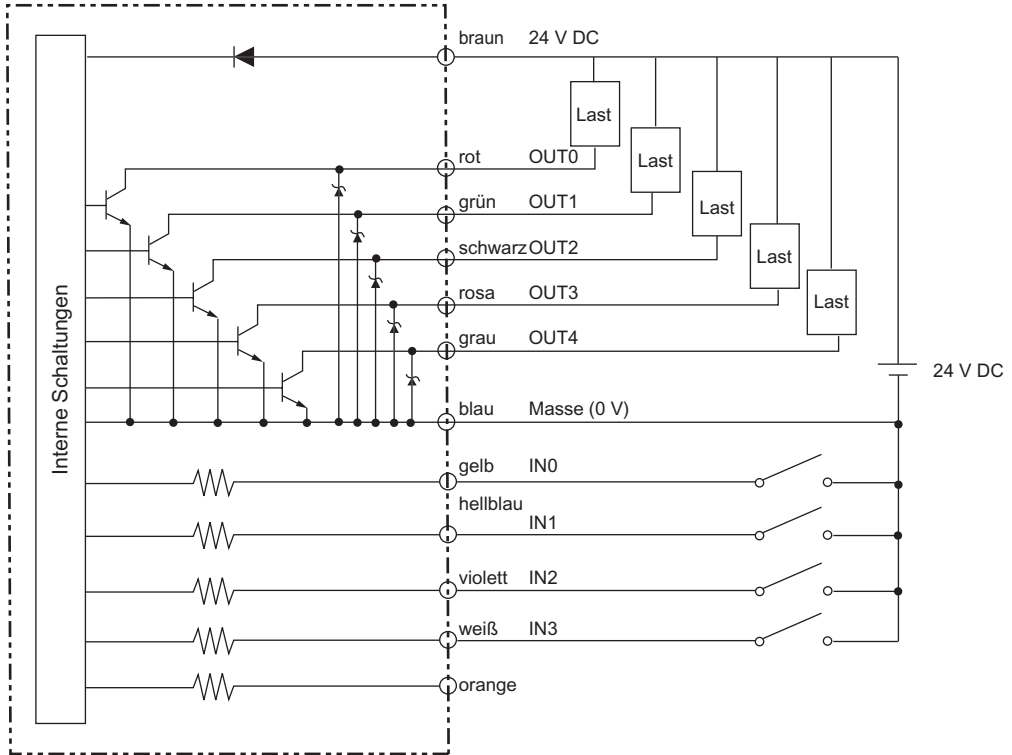 braun 24 V DC
Last
Last
Last
Last
Last
rot OUT0
grün OUT1
schwarz OUT2
rosa OUT3
grau OUT4
24 V DC
blau Masse (0 V)
Interne Schaltungen
gelb IN0
hellblau
IN1
violett IN2
weiß IN3
orange